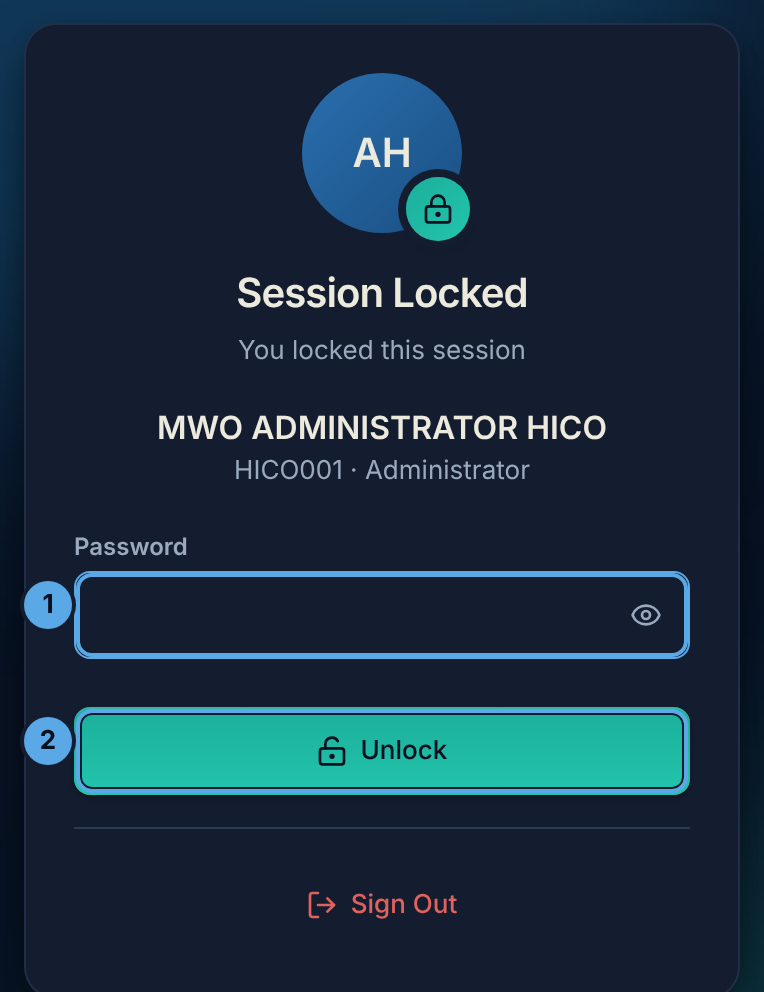 AH
Session Locked
You locked this session
MWO ADMINISTRATOR HICO
HICO001 · Administrator
Password
1
2
Unlock
Sign Out